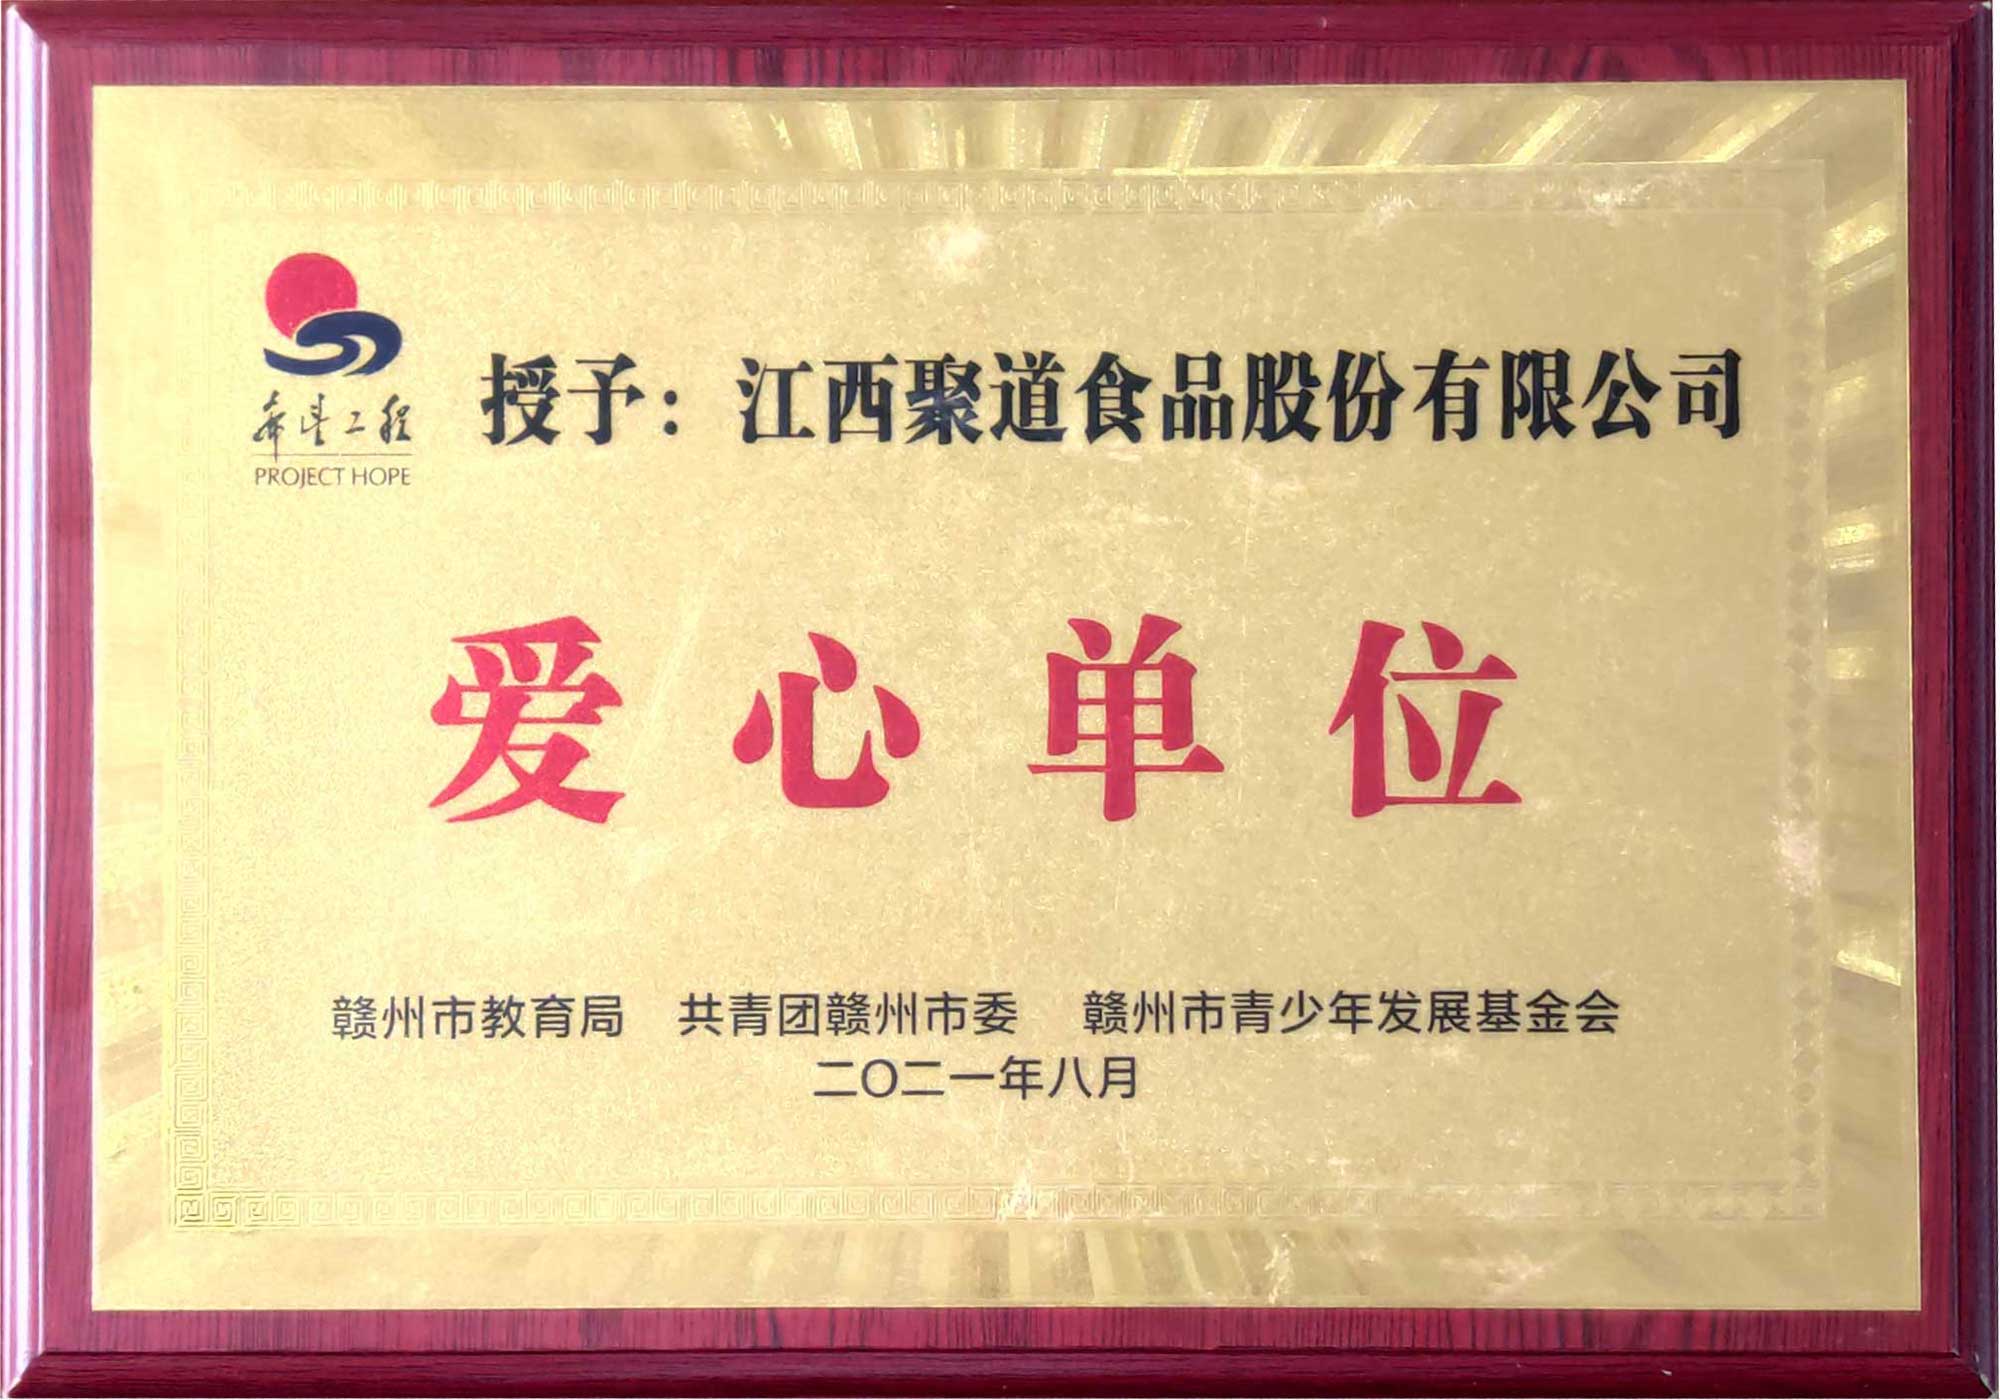 希望工程
PROJECT HOPE
授予：江西聚道食品股份有限公司
爱心单位
赣州市教育局 共青团赣州市委 赣州市青少年发展基金会
二〇二一年八月